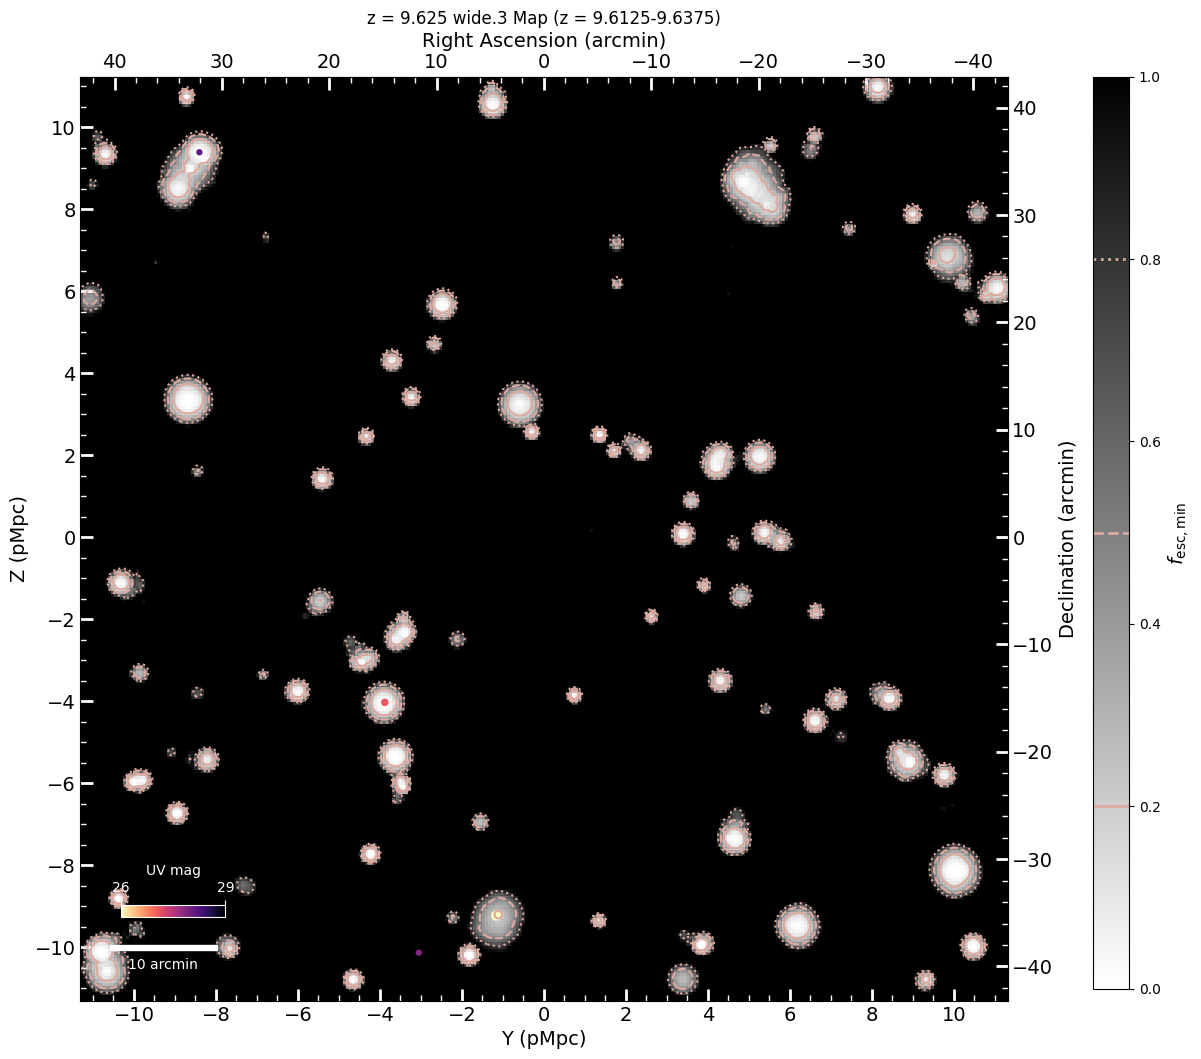 z = 9.625 wide.3 Map (z = 9.6125-9.6375)
Right Ascension (arcmin)
40 30 20 10 0 −10 −20 −30 −40
10
8
6
4
2
0
−2
−4
−6
−8
−10
Z (pMpc)
40
30
20
10
0
−10
−20
−30
−40
Declination (arcmin)
1.0
0.8
0.6
0.4
0.2
0.0
fesc, min
UV mag
26 29
10 arcmin
−10 −8 −6 −4 −2 0 2 4 6 8 10
Y (pMpc)